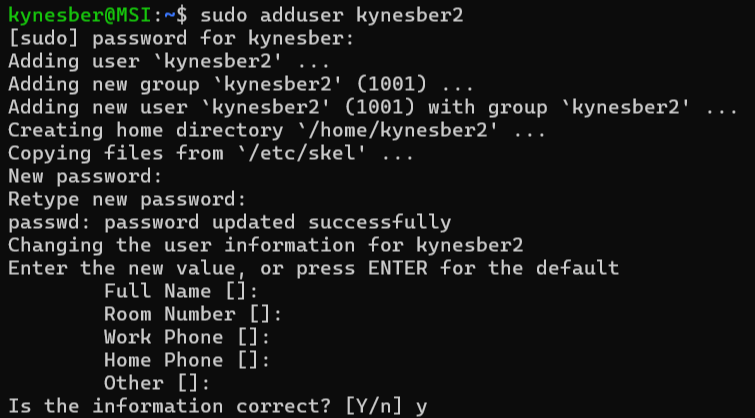 kynesber@MSI:~$ sudo adduser kynesber2
[sudo] password for kynesber:
Adding user `kynesber2' ...
Adding new group `kynesber2' (1001) ...
Adding new user `kynesber2' (1001) with group `kynesber2' ...
Creating home directory `/home/kynesber2' ...
Copying files from `/etc/skel' ...
New password:
Retype new password:
passwd: password updated successfully
Changing the user information for kynesber2
Enter the new value, or press ENTER for the default
Full Name []:
Room Number []:
Work Phone []:
Home Phone []:
Other []:
Is the information correct? [Y/n] y